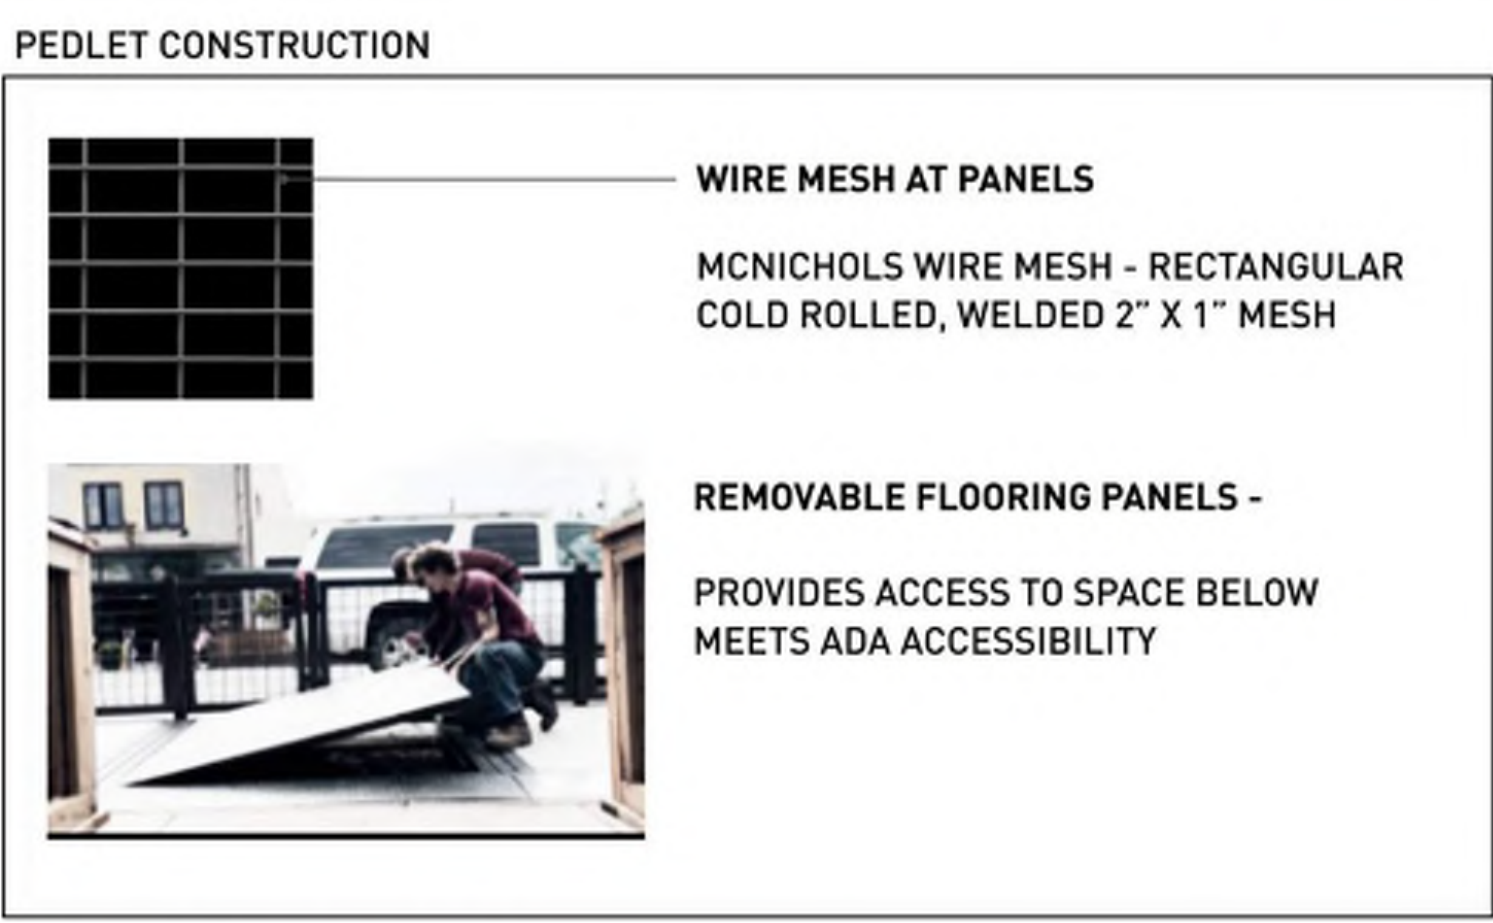 PEDLET CONSTRUCTION
WIRE MESH AT PANELS
MCNICHOLS WIRE MESH - RECTANGULAR
COLD ROLLED, WELDED 2” X 1” MESH
REMOVABLE FLOORING PANELS -
PROVIDES ACCESS TO SPACE BELOW
MEETS ADA ACCESSIBILITY